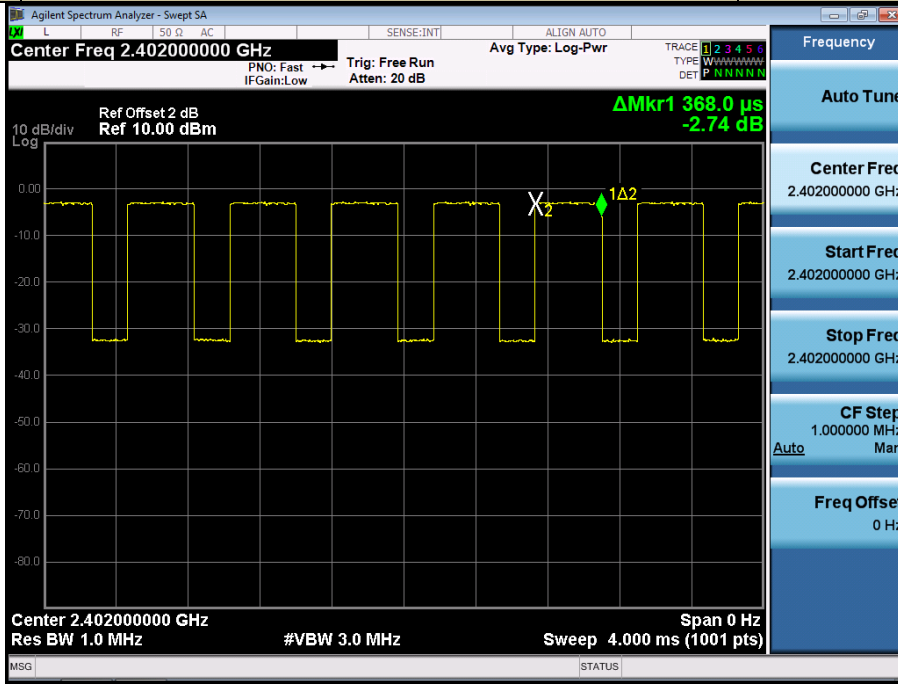 Agilent Spectrum Analyzer - Swept SA
LXI L RF 50 Ω AC SENSE:INT ALIGN AUTO
Center Freq 2.402000000 GHz
PNO: Fast
IFGain:Low
Trig: Free Run
Atten: 20 dB
Avg Type: Log-Pwr
TRACE 1 2 3 4 5 6
TYPE WWWWWW
DET P N N N N N
Frequency
Auto Tune
Center Freq
2.402000000 GHz
Start Freq
2.402000000 GHz
Stop Freq
2.402000000 GHz
CF Step
1.000000 MHz
Auto Man
Freq Offset
0 Hz
ΔMkr1 368.0 µs
-2.74 dB
Ref Offset 2 dB
10 dB/div Ref 10.00 dBm
Log
0.00
-10.0
-20.0
-30.0
-40.0
-50.0
-60.0
-70.0
-80.0
X2
1Δ2
Center 2.402000000 GHz
Span 0 Hz
Res BW 1.0 MHz
#VBW 3.0 MHz
Sweep 4.000 ms (1001 pts)
MSG
STATUS